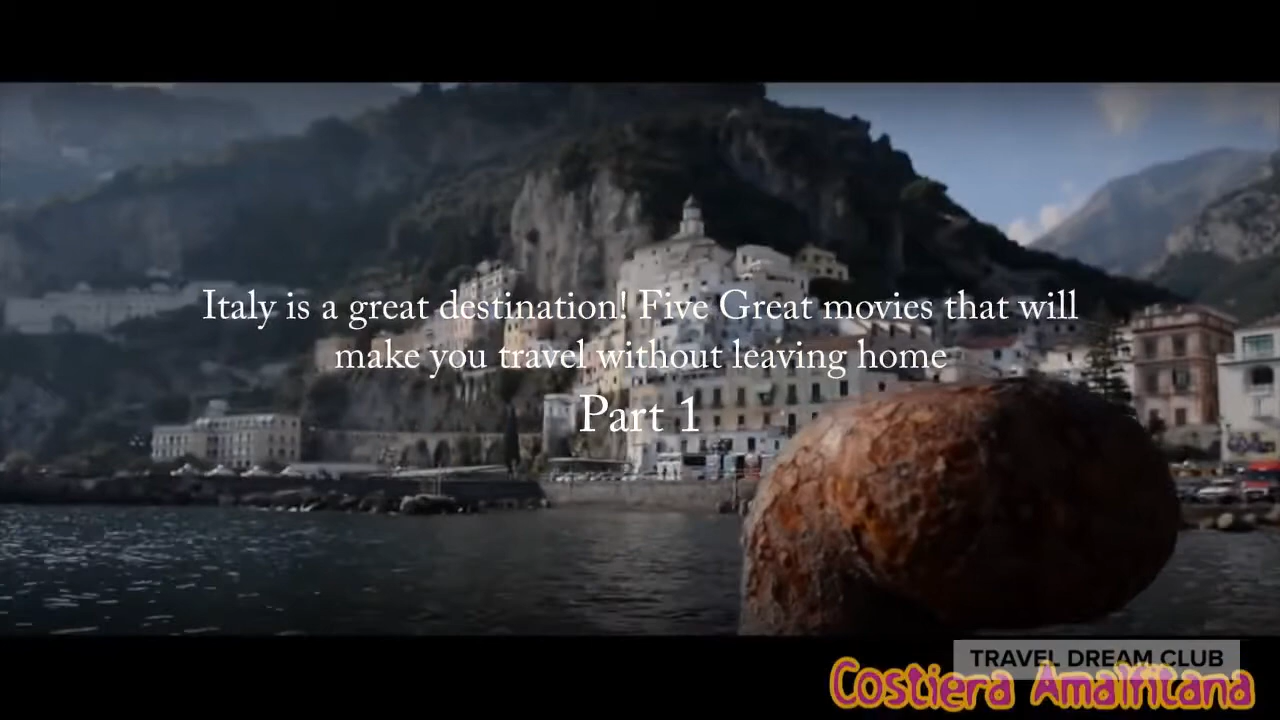 Italy is a great destination! Five Great movies that will
make you travel without leaving home
Part 1
TRAVEL DREAM CLUB
Costiera Amalfitana